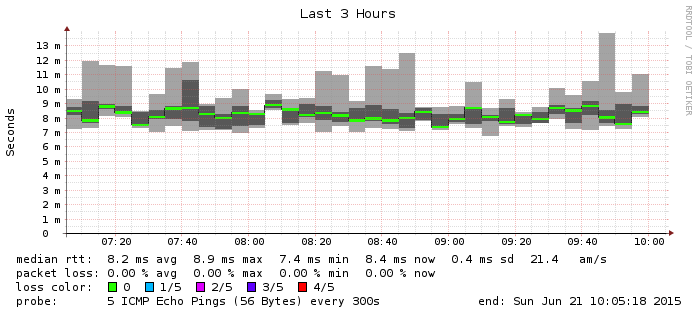 Last 3 Hours
RRDTOOL / TOBI OETIKER
Seconds
13 m
12 m
11 m
10 m
9 m
8 m
7 m
6 m
5 m
4 m
3 m
2 m
1 m
0
07:20 07:40 08:00 08:20 08:40 09:00 09:20 09:40 10:00
median rtt: 8.2 ms avg 8.9 ms max 7.4 ms min 8.4 ms now 0.4 ms sd 21.4 am/s
packet loss: 0.00 % avg 0.00 % max 0.00 % min 0.00 % now
loss color: 0 1/5 2/5 3/5 4/5
probe: 5 ICMP Echo Pings (56 Bytes) every 300s end: Sun Jun 21 10:05:18 2015